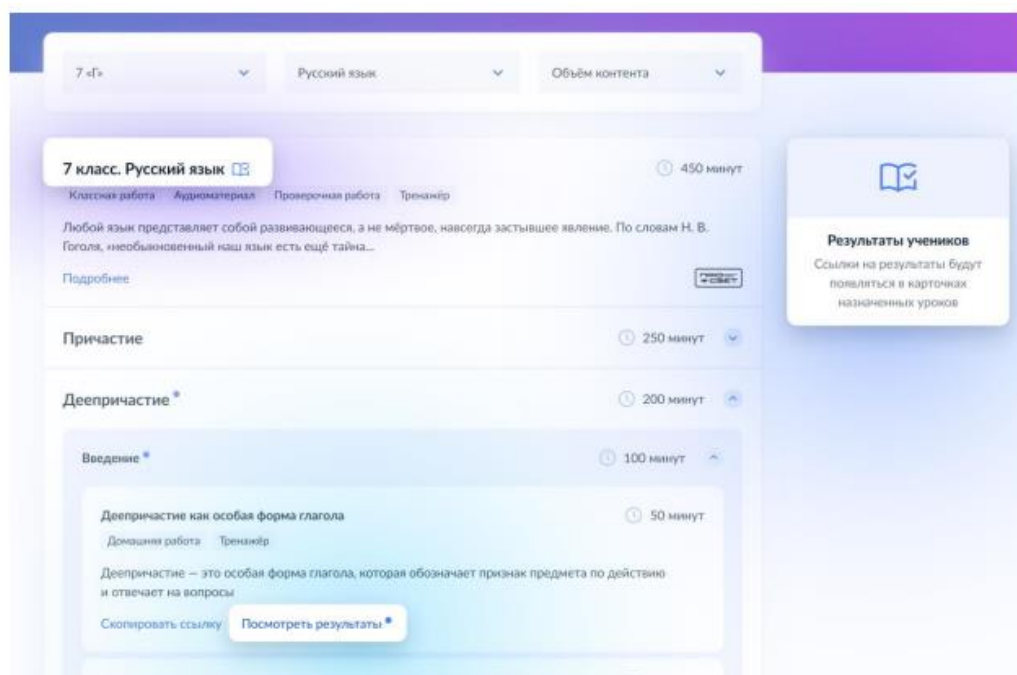 7 «Г»
Русский язык
Объём контента
7 класс. Русский язык
450 минут
Классная работа Аудиоматериал Проверочная работа Тренажёр
Любой язык представляет собой развивающееся, а не мёртвое, навсегда застывшее явление. По словам Н. В.
Гоголя, «необыкновенный наш язык есть ещё тайна...
Подробнее
Результаты учеников
Ссылки на результаты будут
появляться в карточках
назначенных уроков
Причастие
250 минут
Деепричастие
200 минут
Введение
100 минут
Деепричастие как особая форма глагола
50 минут
Домашняя работа Тренажёр
Деепричастие — это особая форма глагола, которая обозначает признак предмета по действию
и отвечает на вопросы
Скопировать ссылку Посмотреть результаты